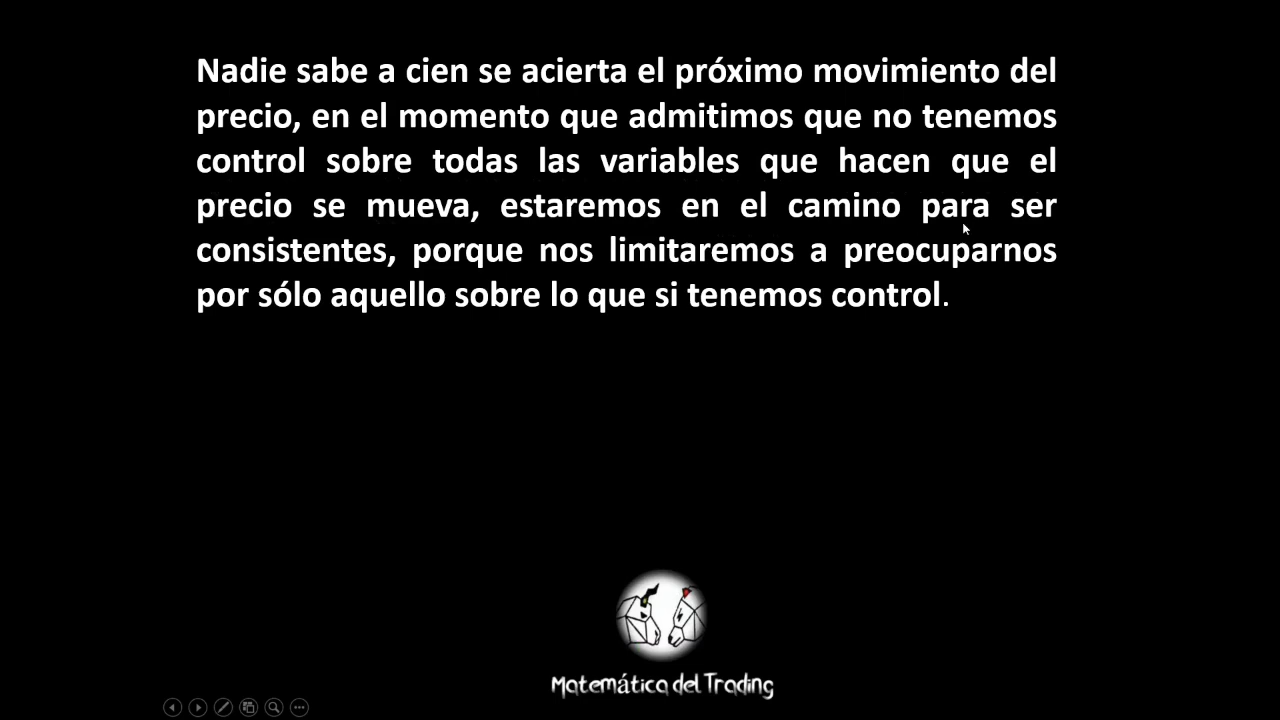 Nadie sabe a cien se acierta el próximo movimiento del
precio, en el momento que admitimos que no tenemos
control sobre todas las variables que hacen que el
precio se mueva, estaremos en el camino para ser
consistentes, porque nos limitaremos a preocuparnos
por sólo aquello sobre lo que si tenemos control.
Matemática del Trading